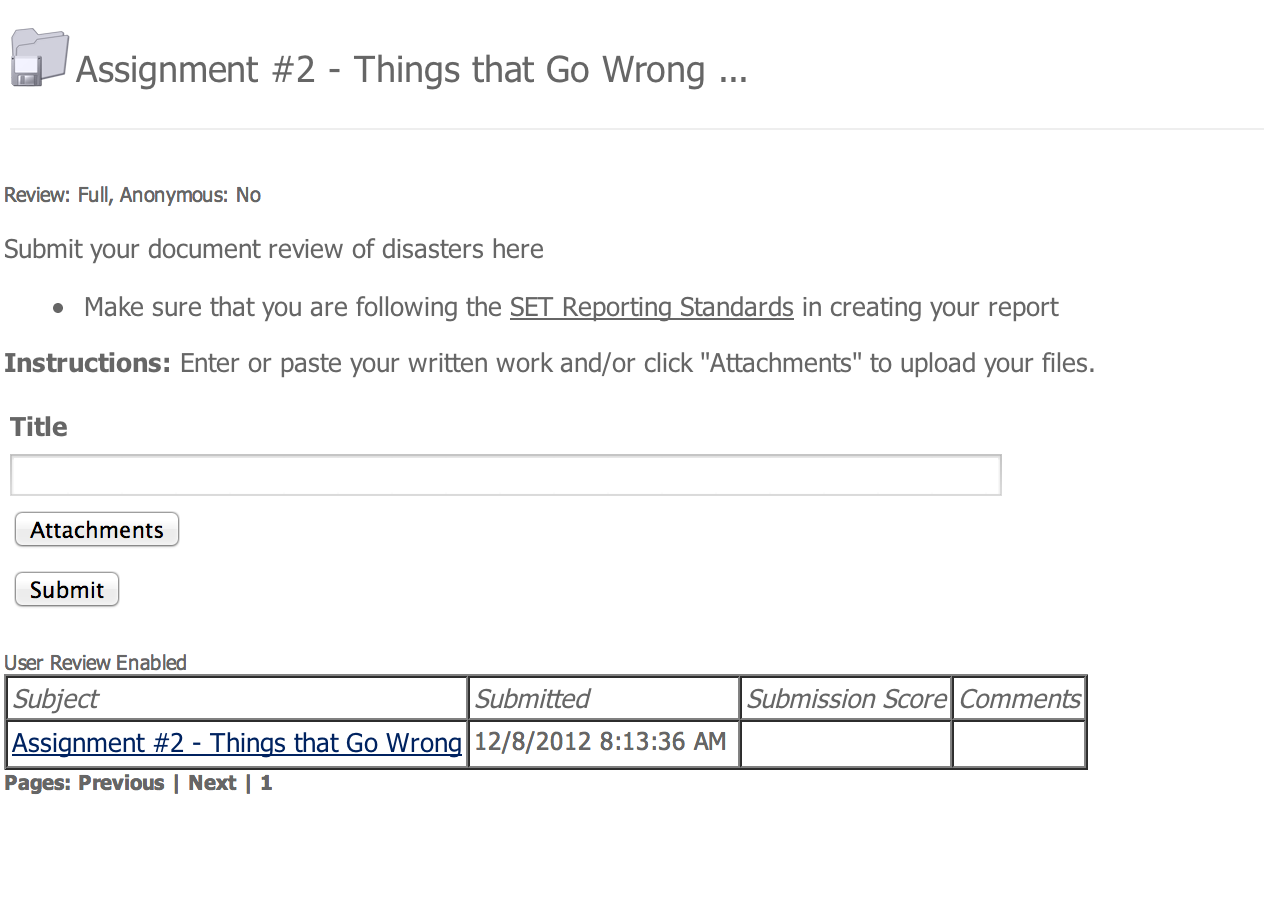 Assignment #2 - Things that Go Wrong ...
Review: Full, Anonymous: No
Submit your document review of disasters here
• Make sure that you are following the SET Reporting Standards in creating your report
Instructions: Enter or paste your written work and/or click "Attachments" to upload your files.
Title
Attachments
Submit
User Review Enabled
Subject Submitted Submission Score Comments
Assignment #2 - Things that Go Wrong 12/8/2012 8:13:36 AM
Pages: Previous | Next | 1